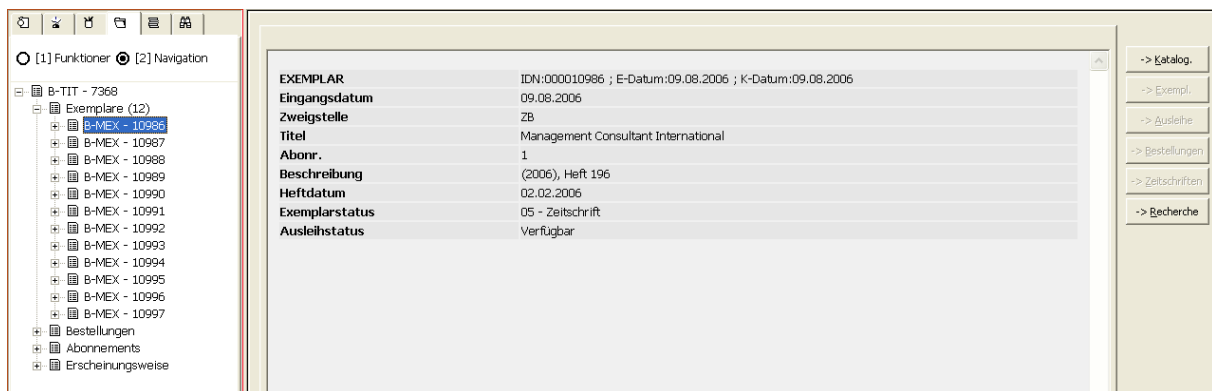 [1] Funktioner [2] Navigation
B-TIT - 7368
Exemplare (12)
B-MEX - 10986
B-MEX - 10987
B-MEX - 10988
B-MEX - 10989
B-MEX - 10990
B-MEX - 10991
B-MEX - 10992
B-MEX - 10993
B-MEX - 10994
B-MEX - 10995
B-MEX - 10996
B-MEX - 10997
Bestellungen
Abonnements
Erscheinungsweise
EXEMPLAR IDN:000010986 ; E-Datum:09.08.2006 ; K-Datum:09.08.2006
Eingangsdatum 09.08.2006
Zweigstelle ZB
Titel Management Consultant International
Abonr. 1
Beschreibung (2006), Heft 196
Heftdatum 02.02.2006
Exemplarstatus 05 - Zeitschrift
Ausleihstatus Verfügbar
-> Katalog.
-> Exempl.
-> Ausleihe
-> Bestellungen
-> Zeitschriften
-> Recherche